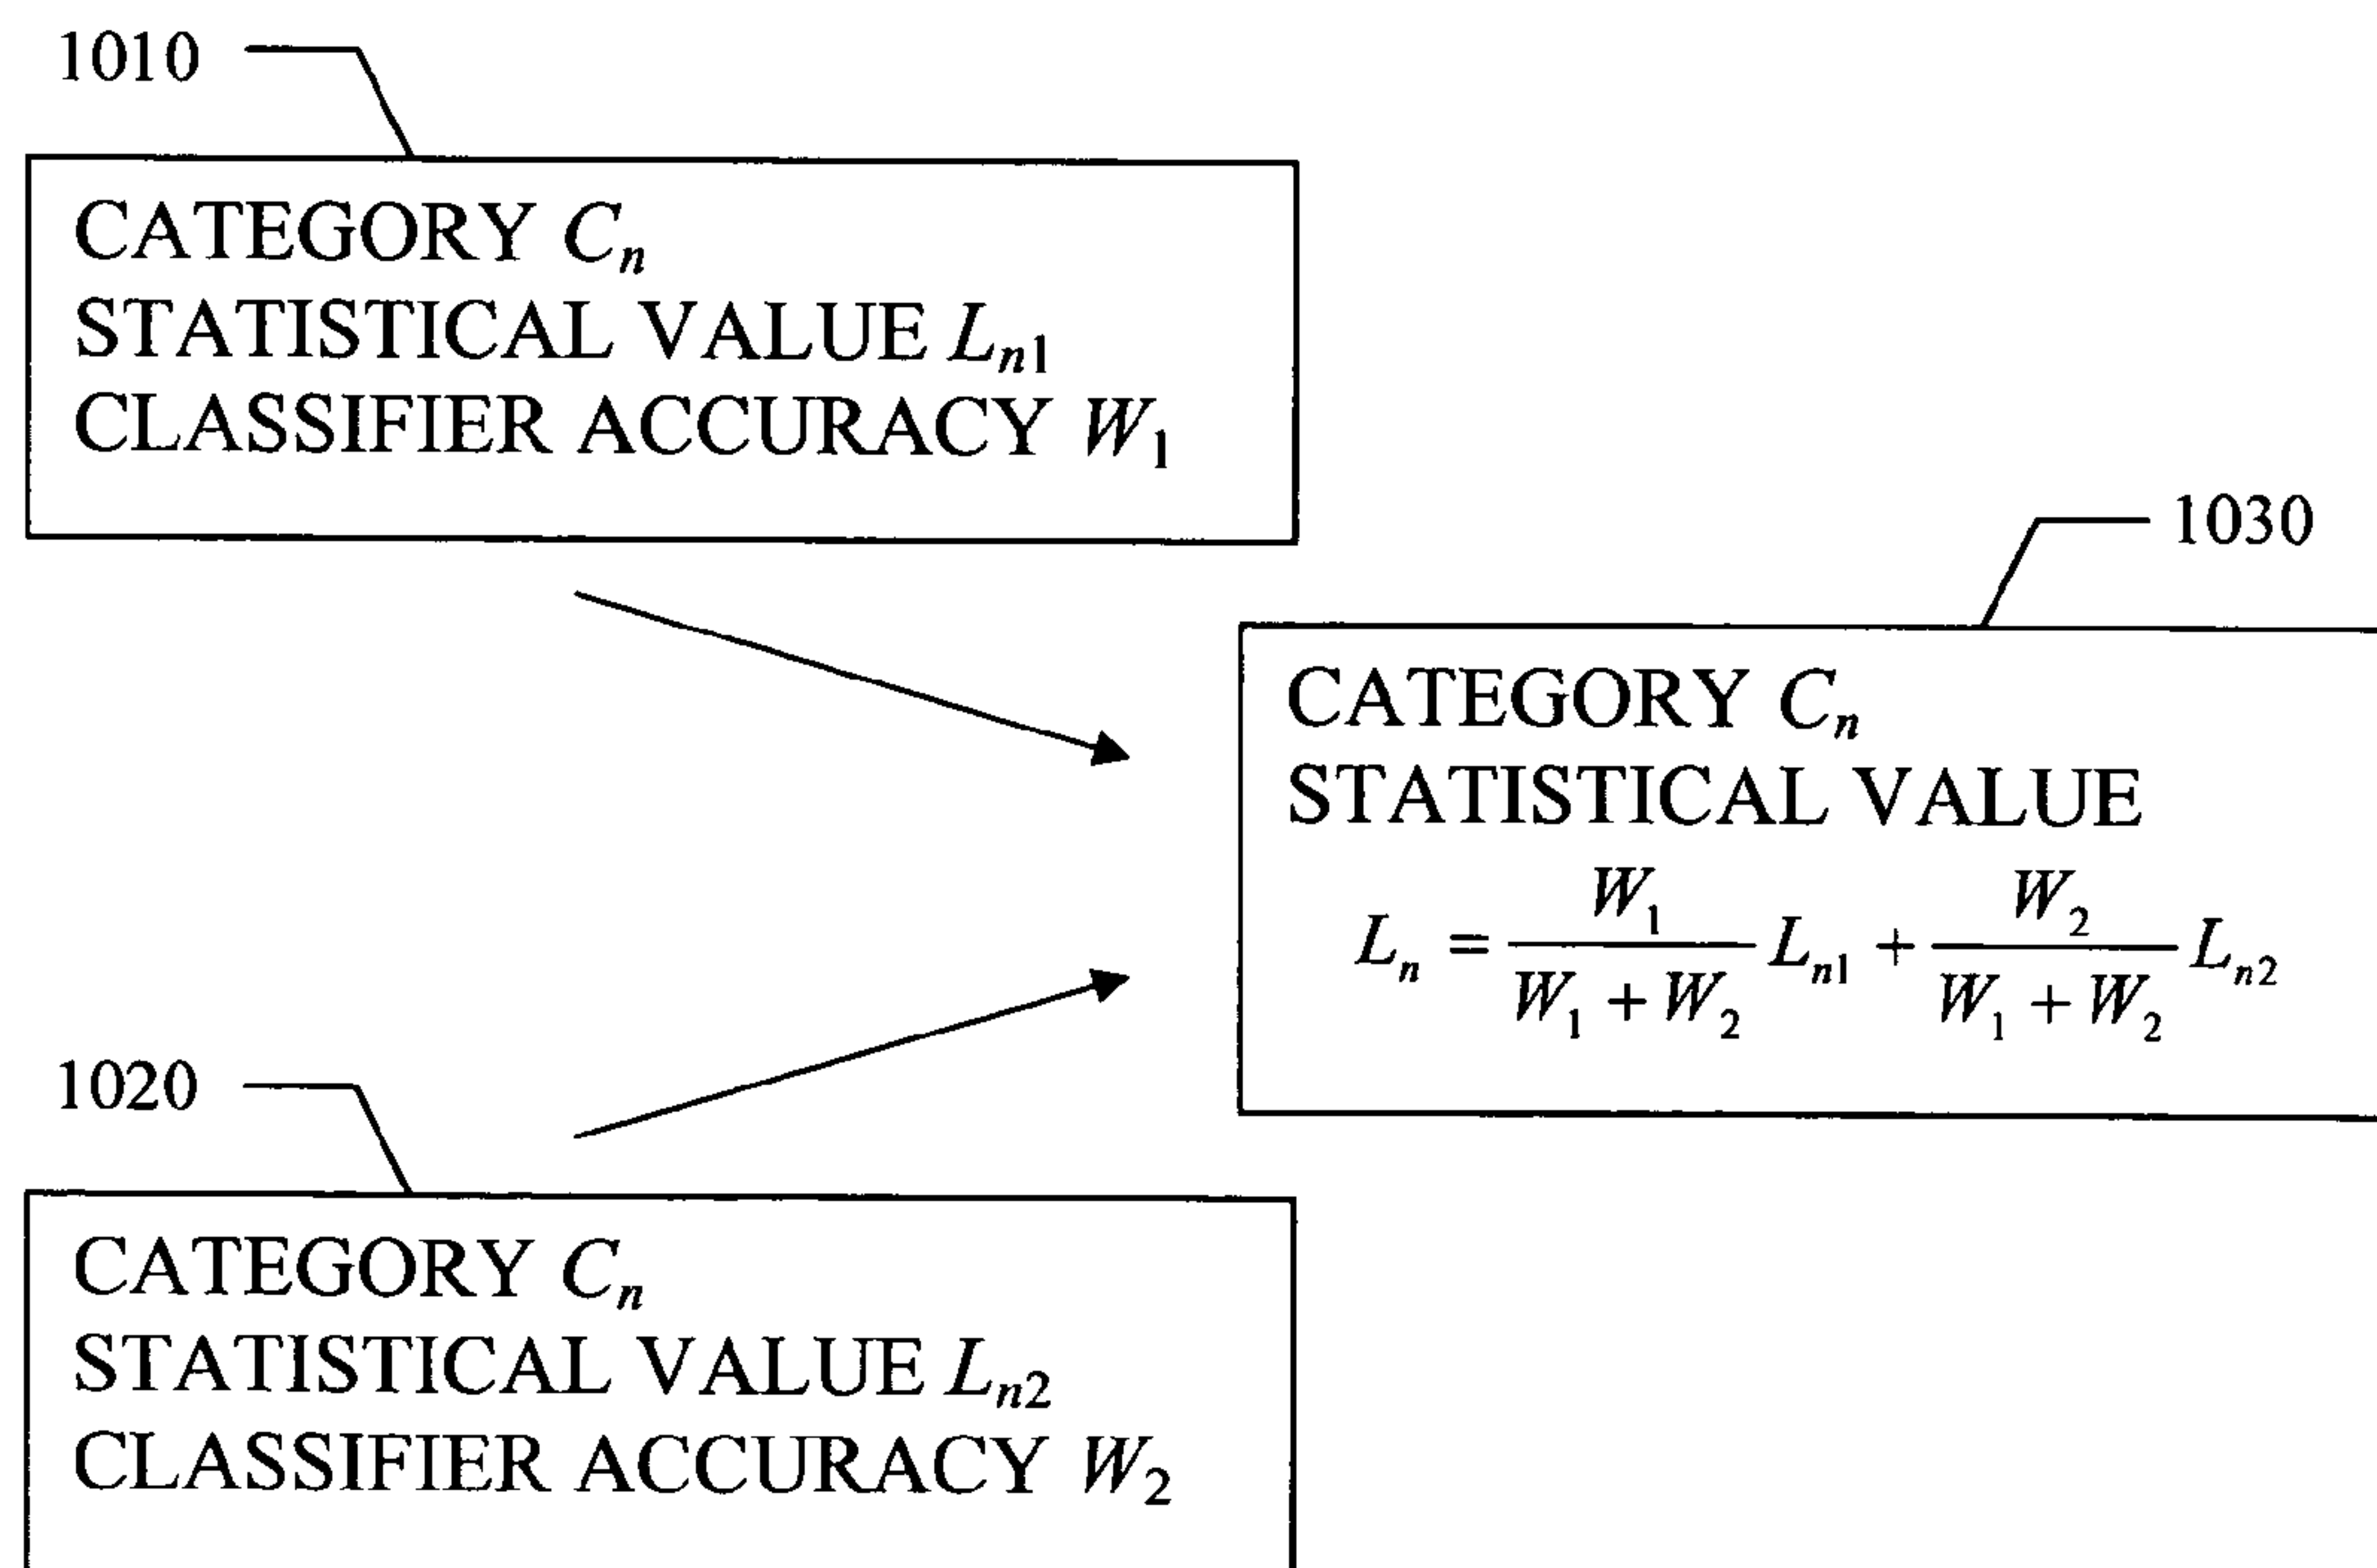 1010
CATEGORY Cₙ
STATISTICAL VALUE Lₙ₁
CLASSIFIER ACCURACY W₁
1030
CATEGORY Cₙ
STATISTICAL VALUE
Lₙ = W₁/(W₁ + W₂) Lₙ₁ + W₂/(W₁ + W₂) Lₙ₂
1020
CATEGORY Cₙ
STATISTICAL VALUE Lₙ₂
CLASSIFIER ACCURACY W₂